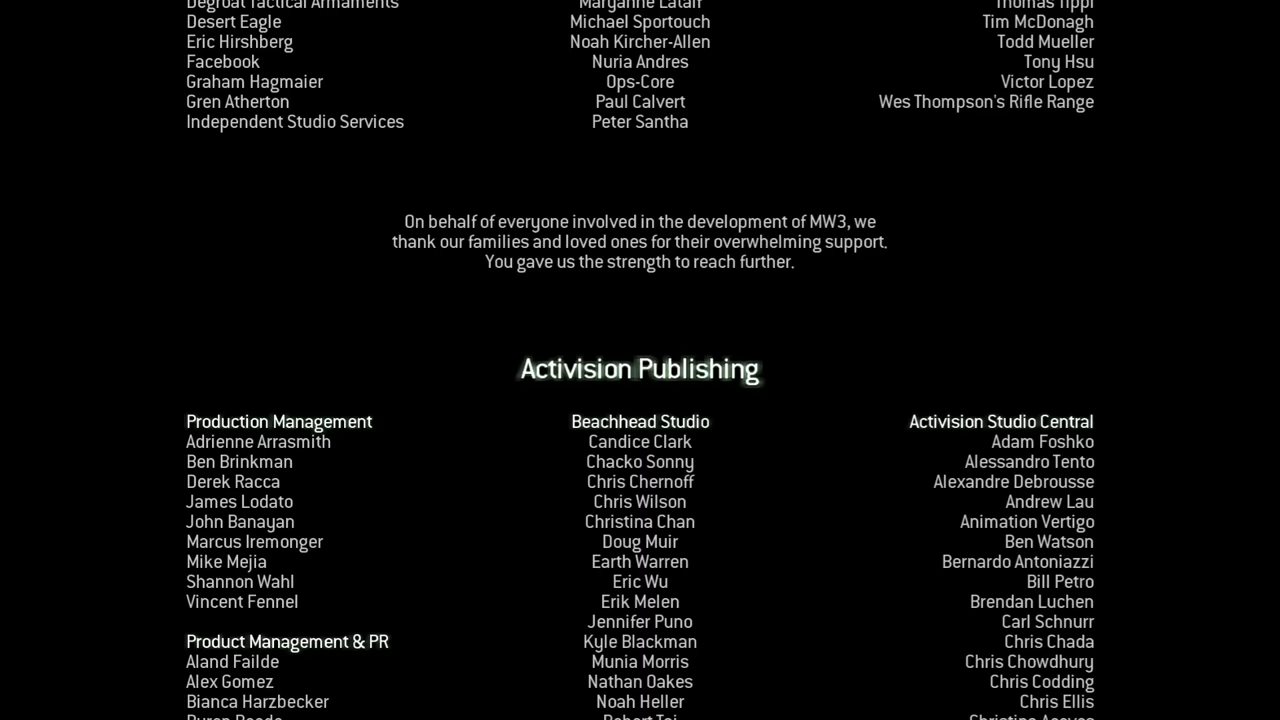 Degroat Tactical Armaments
Desert Eagle
Eric Hirshberg
Facebook
Graham Hagmaier
Gren Atherton
Independent Studio Services
Maryanne Lataif
Michael Sportouch
Noah Kircher-Allen
Nuria Andres
Ops-Core
Paul Calvert
Peter Santha
Thomas Tippl
Tim McDonagh
Todd Mueller
Tony Hsu
Victor Lopez
Wes Thompson's Rifle Range
On behalf of everyone involved in the development of MW3, we
thank our families and loved ones for their overwhelming support.
You gave us the strength to reach further.
Activision Publishing
Production Management
Adrienne Arrasmith
Ben Brinkman
Derek Racca
James Lodato
John Banayan
Marcus Iremonger
Mike Mejia
Shannon Wahl
Vincent Fennel
Product Management & PR
Aland Failde
Alex Gomez
Bianca Harzbecker
Beachhead Studio
Candice Clark
Chacko Sonny
Chris Chernoff
Chris Wilson
Christina Chan
Doug Muir
Earth Warren
Eric Wu
Erik Melen
Jennifer Puno
Kyle Blackman
Munia Morris
Nathan Oakes
Noah Heller
Activision Studio Central
Adam Foshko
Alessandro Tento
Alexandre Debrousse
Andrew Lau
Animation Vertigo
Ben Watson
Bernardo Antoniazzi
Bill Petro
Brendan Luchen
Carl Schnurr
Chris Chada
Chris Chowdhury
Chris Codding
Chris Ellis